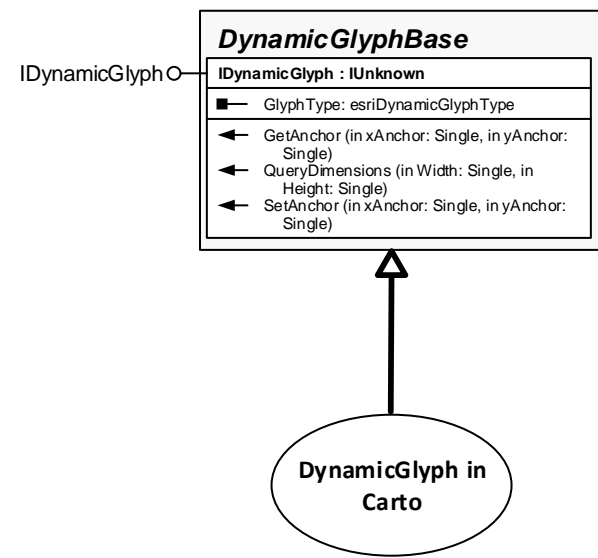 DynamicGlyphBase
IDynamicGlyph
IDynamicGlyph : IUnknown
GlyphType: esriDynamicGlyphType
GetAnchor (in xAnchor: Single, in yAnchor:
Single)
QueryDimensions (in Width: Single, in
Height: Single)
SetAnchor (in xAnchor: Single, in yAnchor:
Single)
DynamicGlyph in
Carto